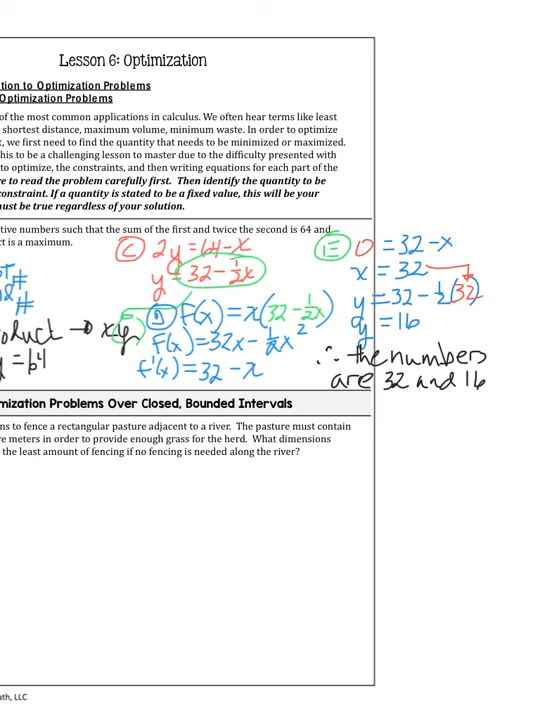 Lesson 6: Optimization
tion to Optimization Problems
Optimization Problems
of the most common applications in calculus. We often hear terms like least
shortest distance, maximum volume, minimum waste. In order to optimize
t, we first need to find the quantity that needs to be minimized or maximized.
his to be a challenging lesson to master due to the difficulty presented with
to optimize, the constraints, and then writing equations for each part of the
re to read the problem carefully first. Then identify the quantity to be
constraint. If a quantity is stated to be a fixed value, this will be your
must be true regardless of your solution.
tive numbers such that the sum of the first and twice the second is 64 and
ct is a maximum.
C 2y = 64 - x
y = 32 - 1/2x
st #
nd #
oduct → xy
y = 64
D f(x) = x(32 - 1/2x)
f(x) = 32x - 1/2x²
f'(x) = 32 - x
E 0 = 32 - x
x = 32
y = 32 - 1/2(32)
y = 16
∴ the numbers
are 32 and 16
mization Problems Over Closed, Bounded Intervals
ns to fence a rectangular pasture adjacent to a river. The pasture must contain
re meters in order to provide enough grass for the herd. What dimensions
the least amount of fencing if no fencing is needed along the river?
ath, LLC